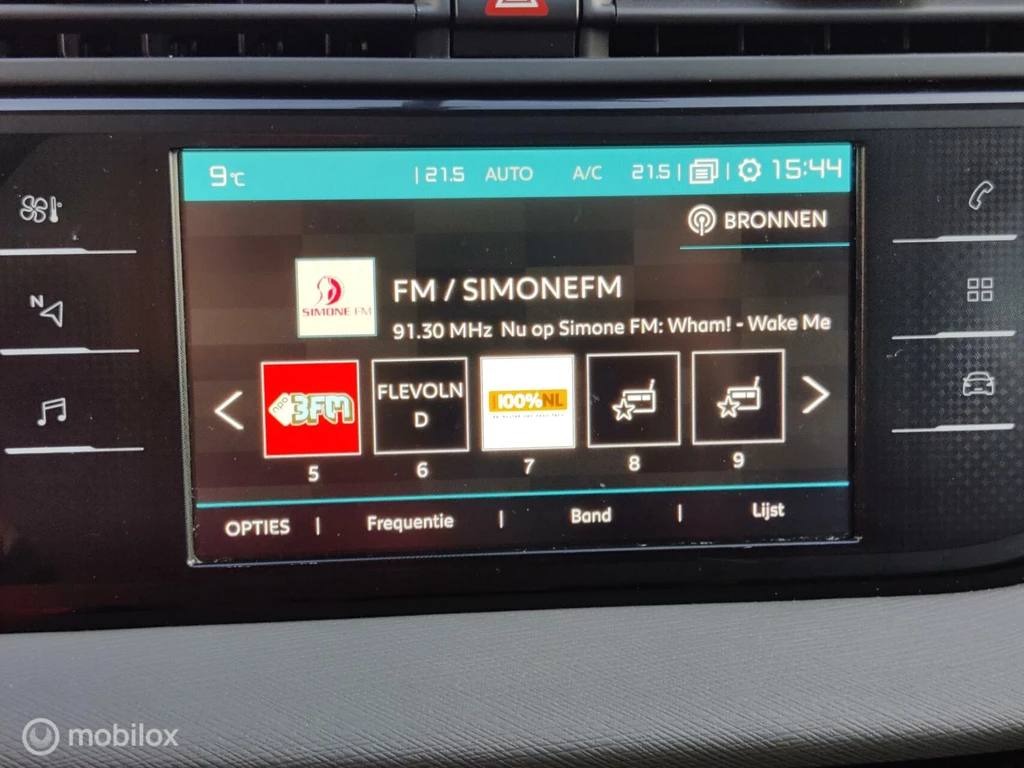 9°C | 21.5 AUTO A/C 21.5 | | 15:44
BRONNEN
N
SIMONE FM
FM / SIMONEFM
91.30 MHz Nu op Simone FM: Wham! - Wake Me
npo 3FM
FLEVOLN
D
100%NL
5 6 7 8 9
OPTIES | Frequentie | Band | Lijst
mobilox